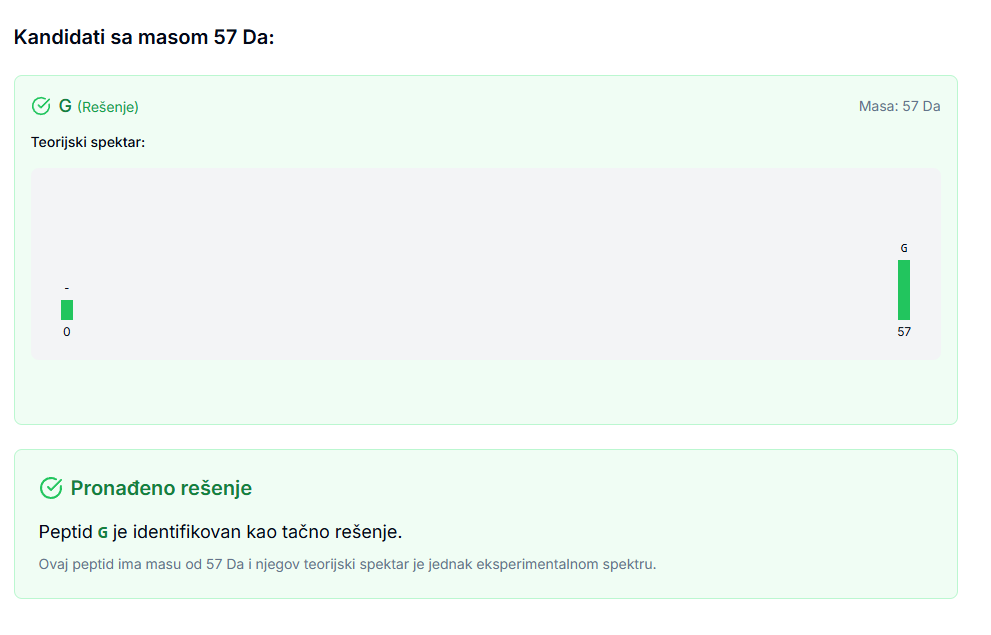 Kandidati sa masom 57 Da:
G (Rešenje)
Masa: 57 Da
Teorijski spektar:
G
-
0
57
Pronađeno rešenje
Peptid G je identifikovan kao tačno rešenje.
Ovaj peptid ima masu od 57 Da i njegov teorijski spektar je jednak eksperimentalnom spektru.